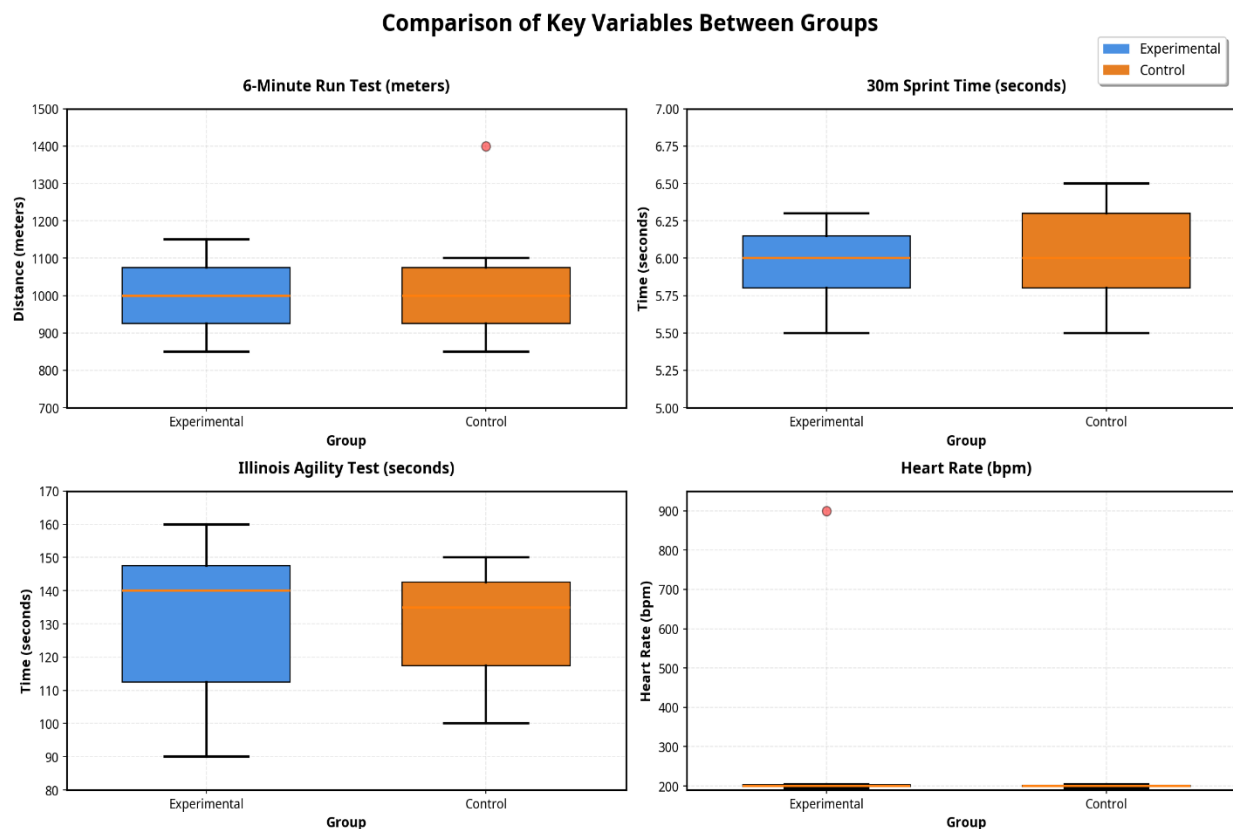 Comparison of Key Variables Between Groups
Experimental
Control
6-Minute Run Test (meters)
1500
1400
1300
1200
1100
1000
900
800
700
Distance (meters)
Experimental
Control
Group
30m Sprint Time (seconds)
7.00
6.75
6.50
6.25
6.00
5.75
5.50
5.25
5.00
Time (seconds)
Experimental
Control
Group
Illinois Agility Test (seconds)
170
160
150
140
130
120
110
100
90
80
Time (seconds)
Experimental
Control
Group
Heart Rate (bpm)
900
800
700
600
500
400
300
200
Heart Rate (bpm)
Experimental
Control
Group